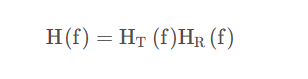 H(f) = H_T (f)H_R (f)